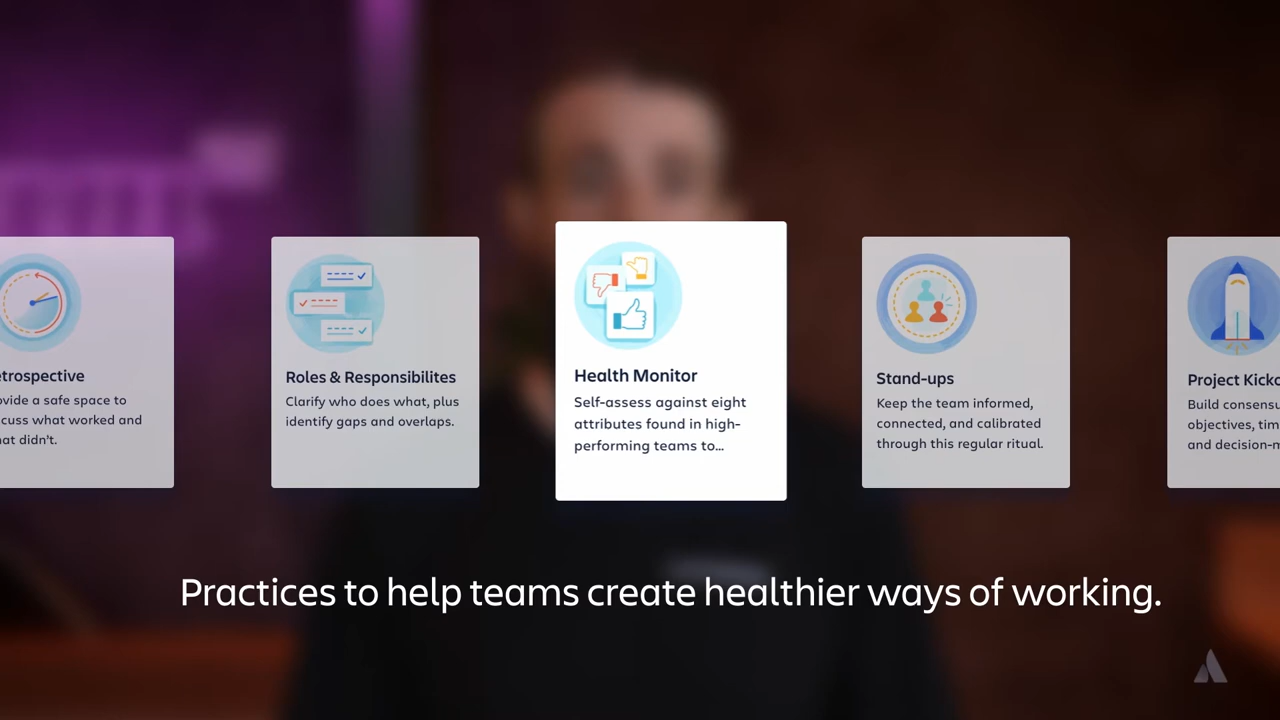 etrospective
ovide a safe space to
cuss what worked and
at didn't.
Roles & Responsibilites
Clarify who does what, plus
identify gaps and overlaps.
Health Monitor
Self-assess against eight
attributes found in high-
performing teams to...
Stand-ups
Keep the team informed,
connected, and calibrated
through this regular ritual.
Project Kicko
Build consensu
objectives, tim
and decision-m
Practices to help teams create healthier ways of working.